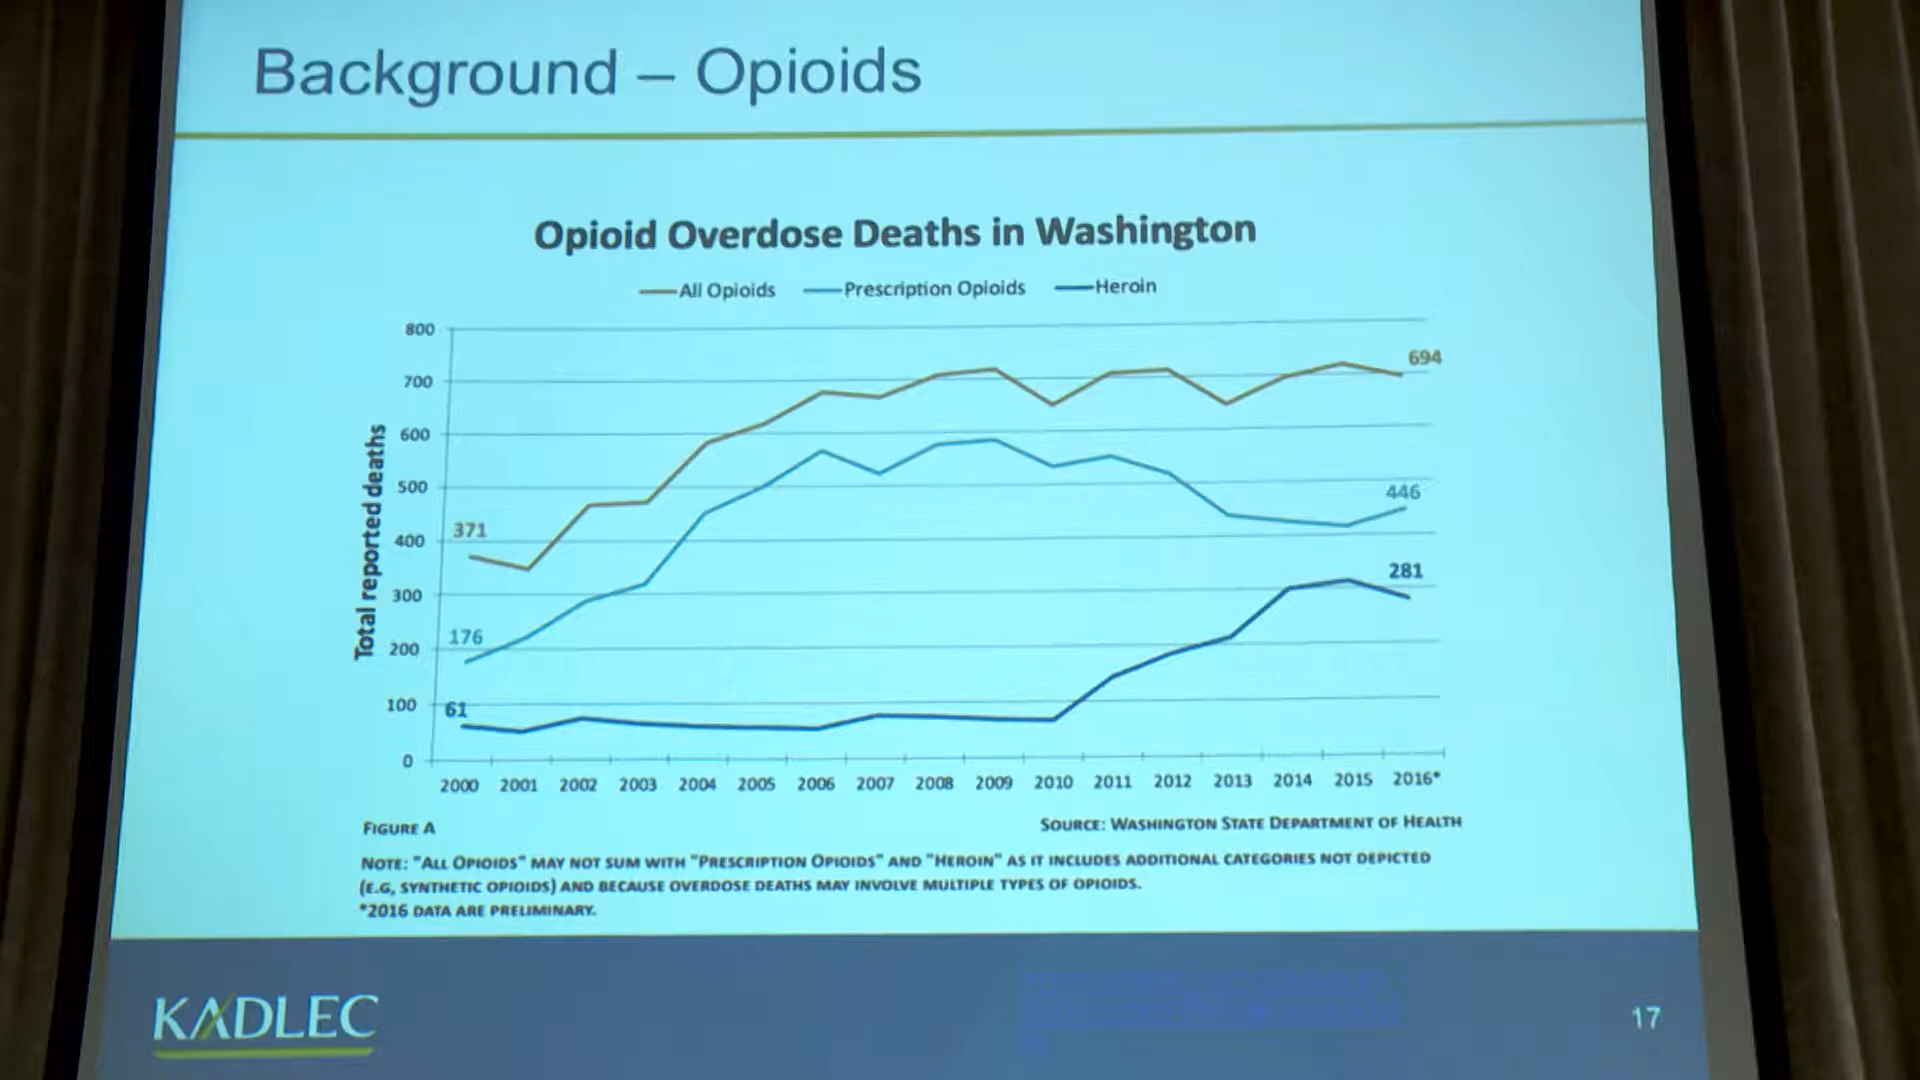 Background – Opioids
Opioid Overdose Deaths in Washington
All Opioids Prescription Opioids Heroin
Total reported deaths
800
700
600
500
400
300
200
100
0
371
176
61
694
446
281
2000 2001 2002 2003 2004 2005 2006 2007 2008 2009 2010 2011 2012 2013 2014 2015 2016*
FIGURE A
SOURCE: WASHINGTON STATE DEPARTMENT OF HEALTH
NOTE: "ALL OPIOIDS" MAY NOT SUM WITH "PRESCRIPTION OPIOIDS" AND "HEROIN" AS IT INCLUDES ADDITIONAL CATEGORIES NOT DEPICTED
(E.G, SYNTHETIC OPIOIDS) AND BECAUSE OVERDOSE DEATHS MAY INVOLVE MULTIPLE TYPES OF OPIOIDS.
*2016 DATA ARE PRELIMINARY.
KADLEC
17